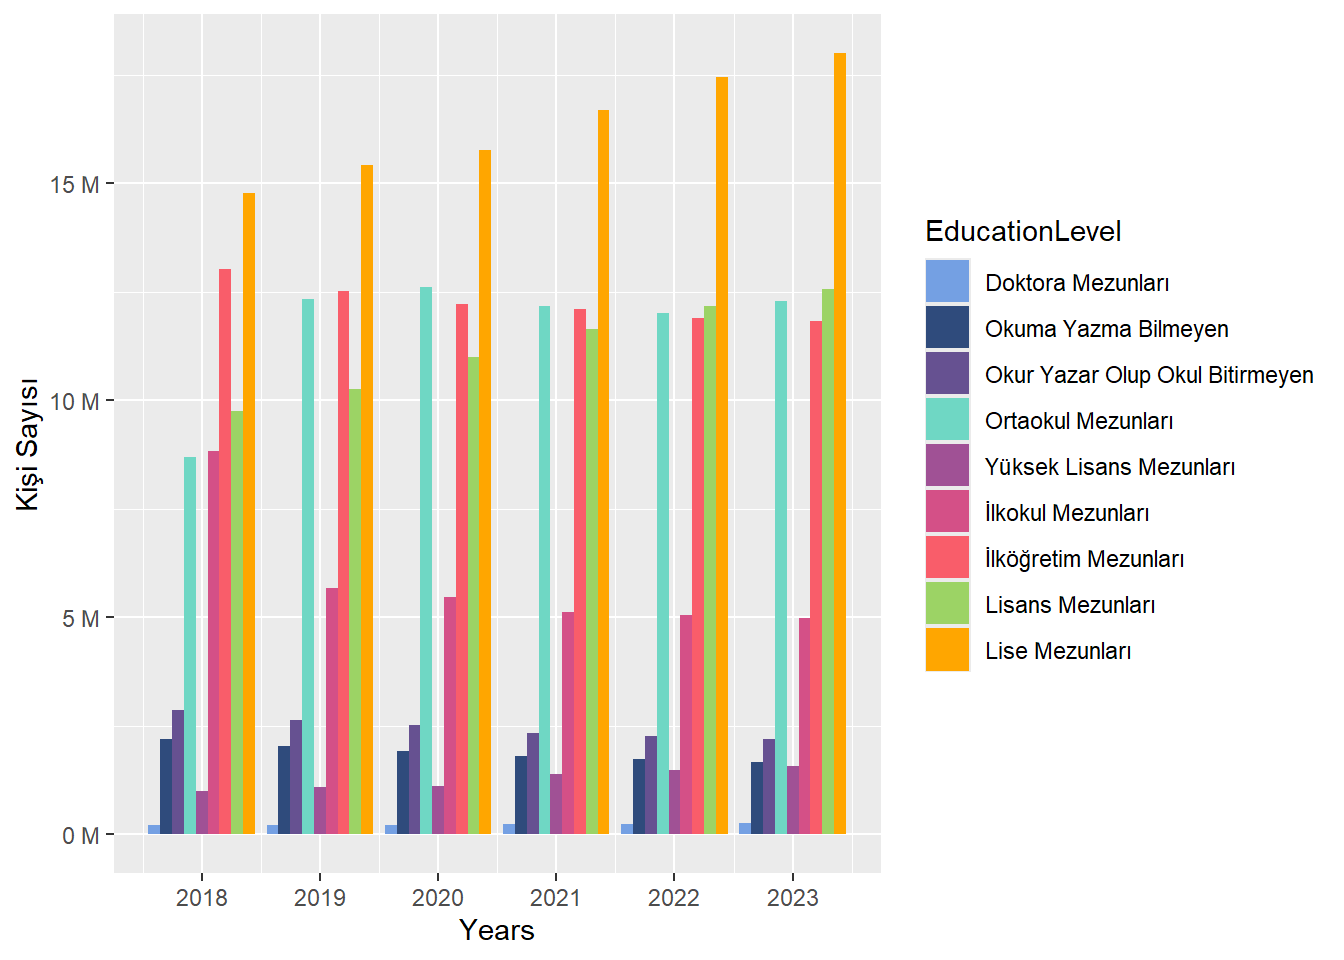 15 M
10 M
5 M
0 M
Kişi Sayısı
2018 2019 2020 2021 2022 2023
Years
EducationLevel
Doktora Mezunları
Okuma Yazma Bilmeyen
Okur Yazar Olup Okul Bitirmeyen
Ortaokul Mezunları
Yüksek Lisans Mezunları
İlkokul Mezunları
İlköğretim Mezunları
Lisans Mezunları
Lise Mezunları